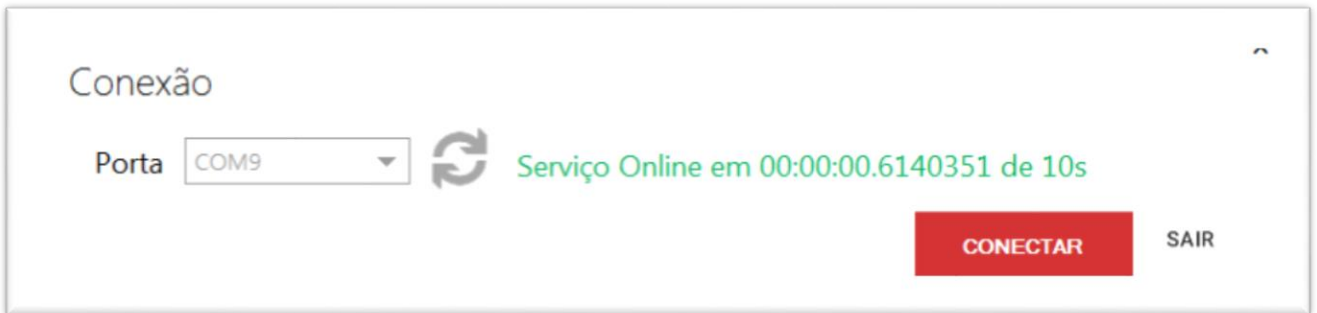 Conexão
Porta COM9 Serviço Online em 00:00:00.6140351 de 10s
CONECTAR SAIR